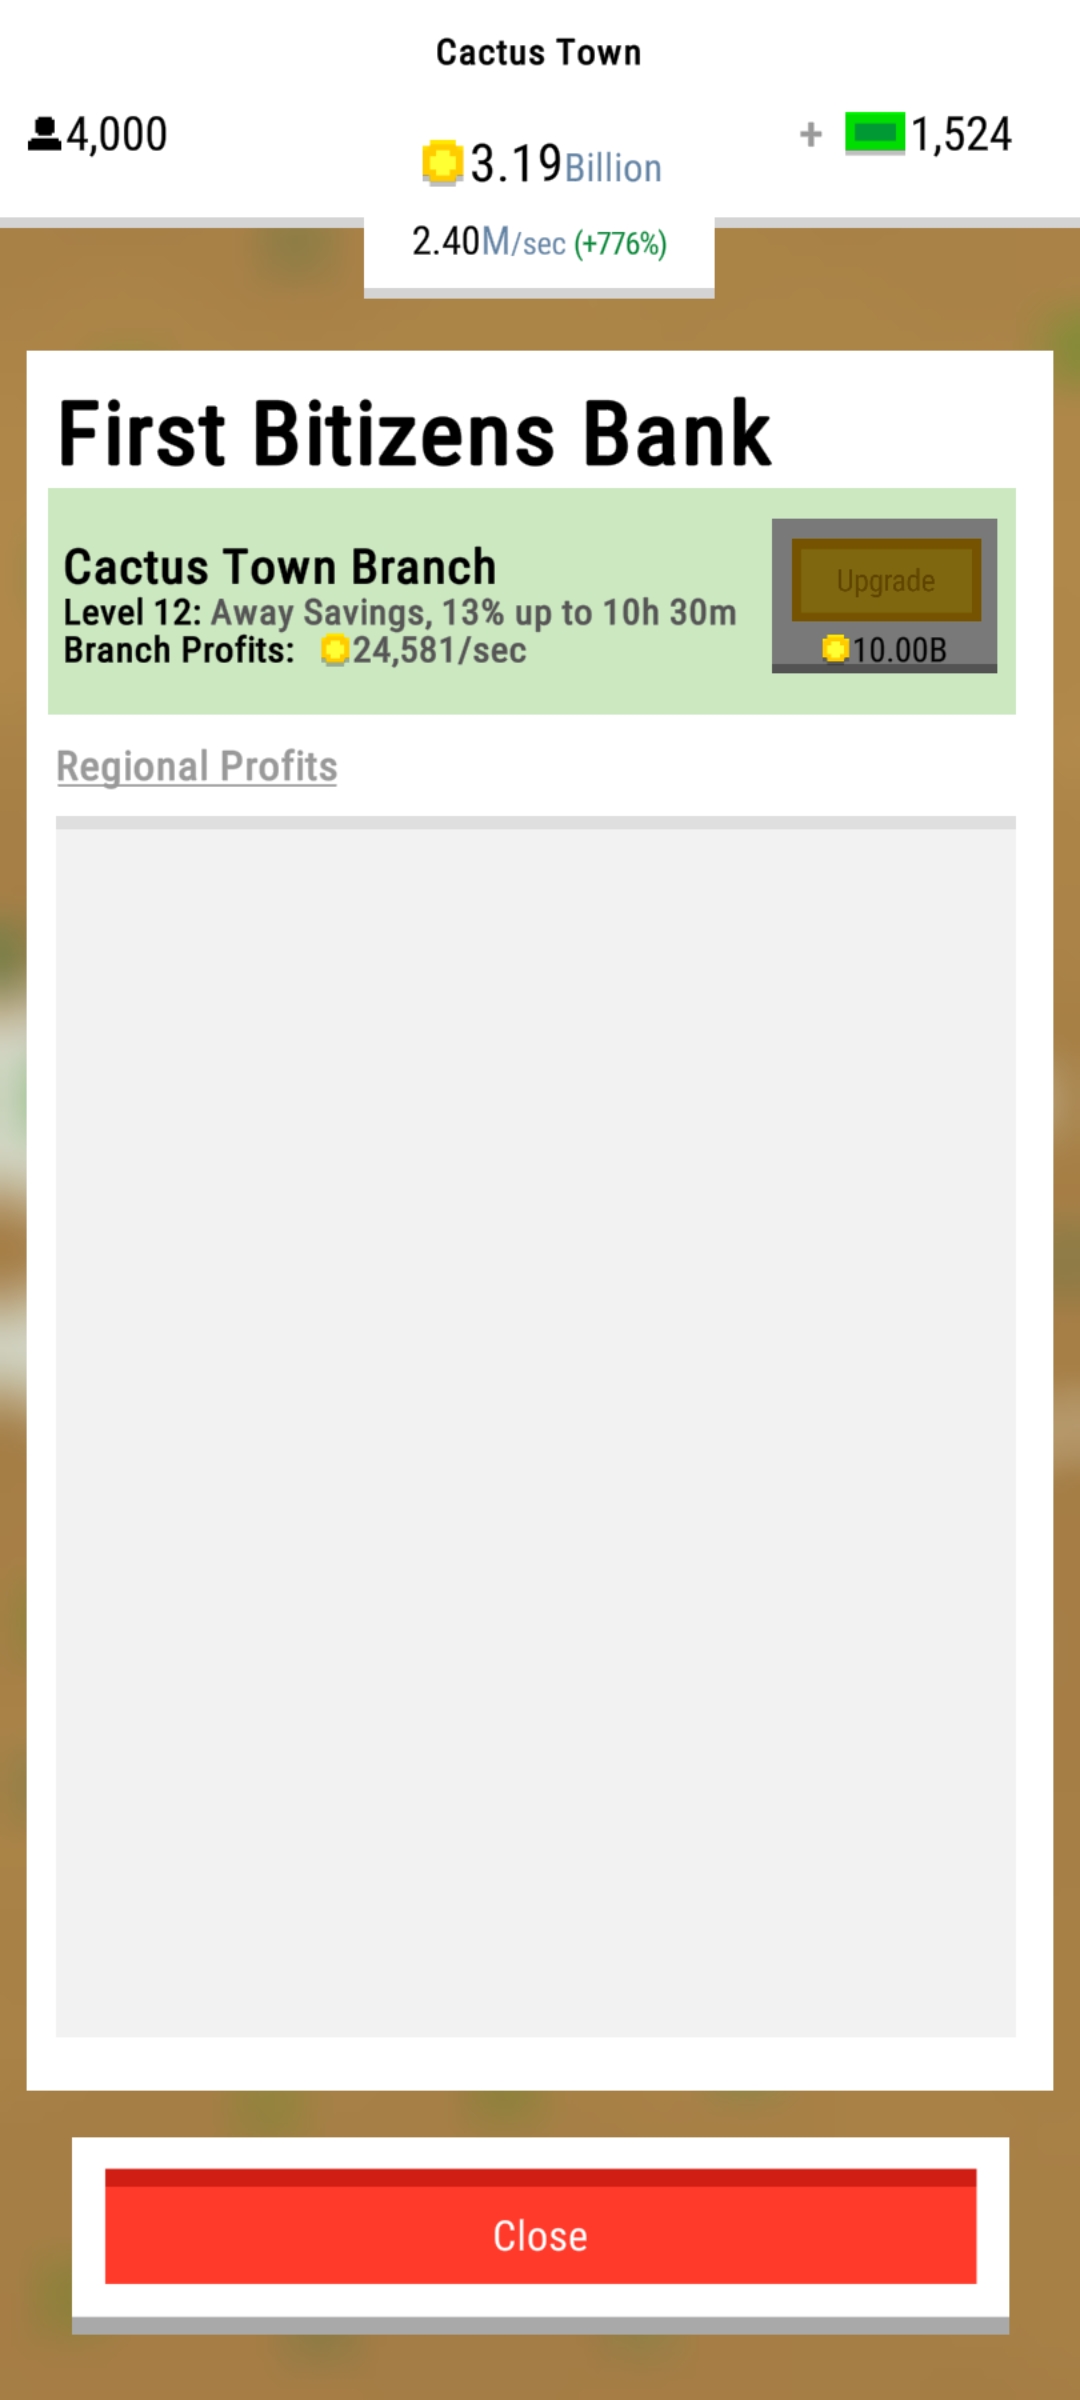 Cactus Town
4,000
3.19Billion
+ 1,524
2.40M/sec (+776%)
First Bitizens Bank
Cactus Town Branch
Level 12: Away Savings, 13% up to 10h 30m
Branch Profits: 24,581/sec
Upgrade
10.00B
Regional Profits
Close